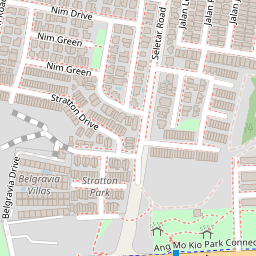 Nim Drive
Nim Green
Nim Green
Seletar Road
Jalan
Jalan
Jalan
Stratton Drive
Belgravia Drive
Belgravia
Villas
Stratton
Park
Ang Mo Kio Park Connec